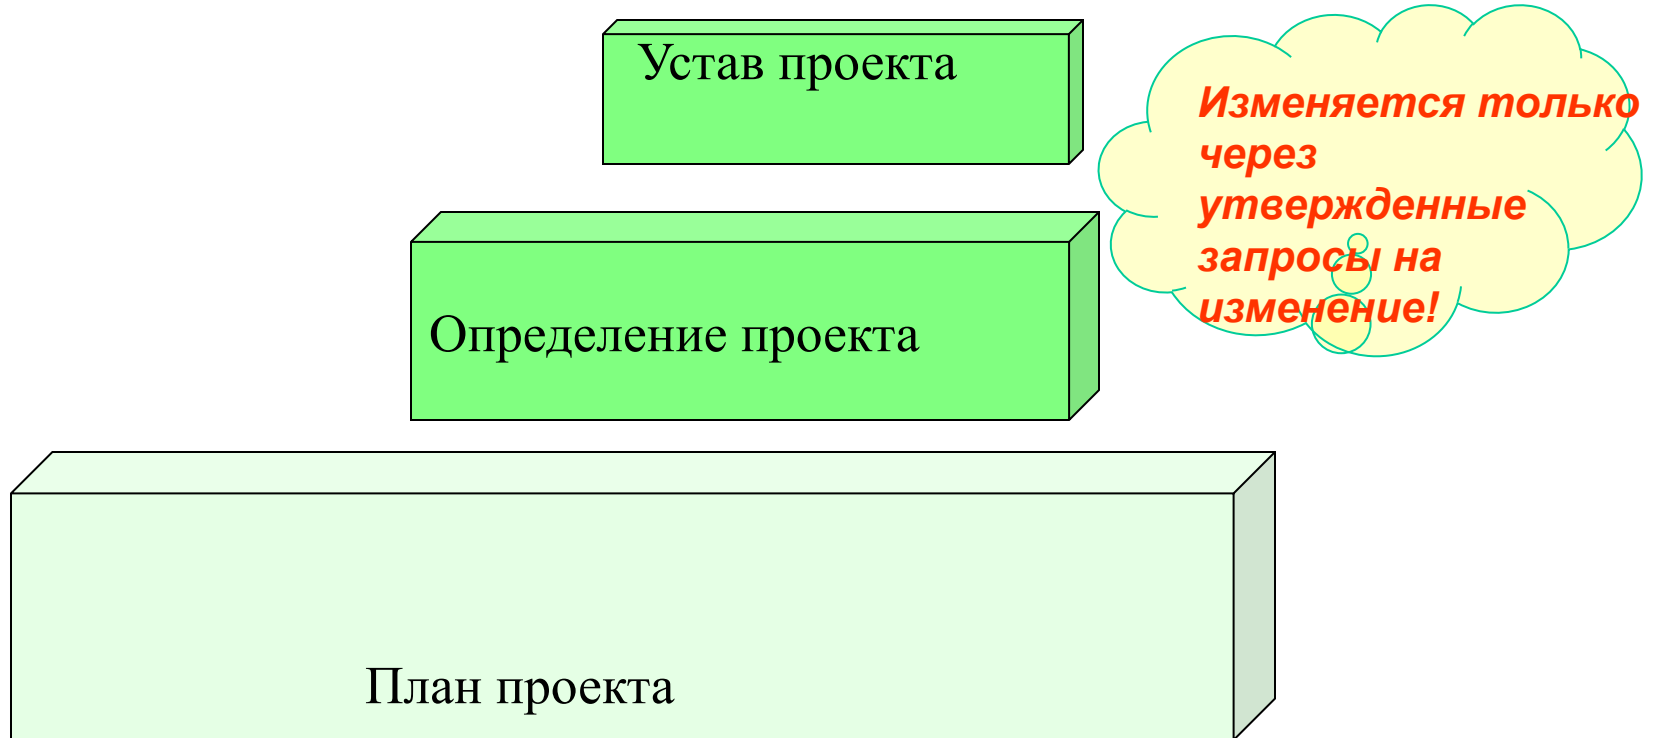 Устав проекта
Изменяется только
через
утвержденные
запросы на
изменение!
Определение проекта
План проекта